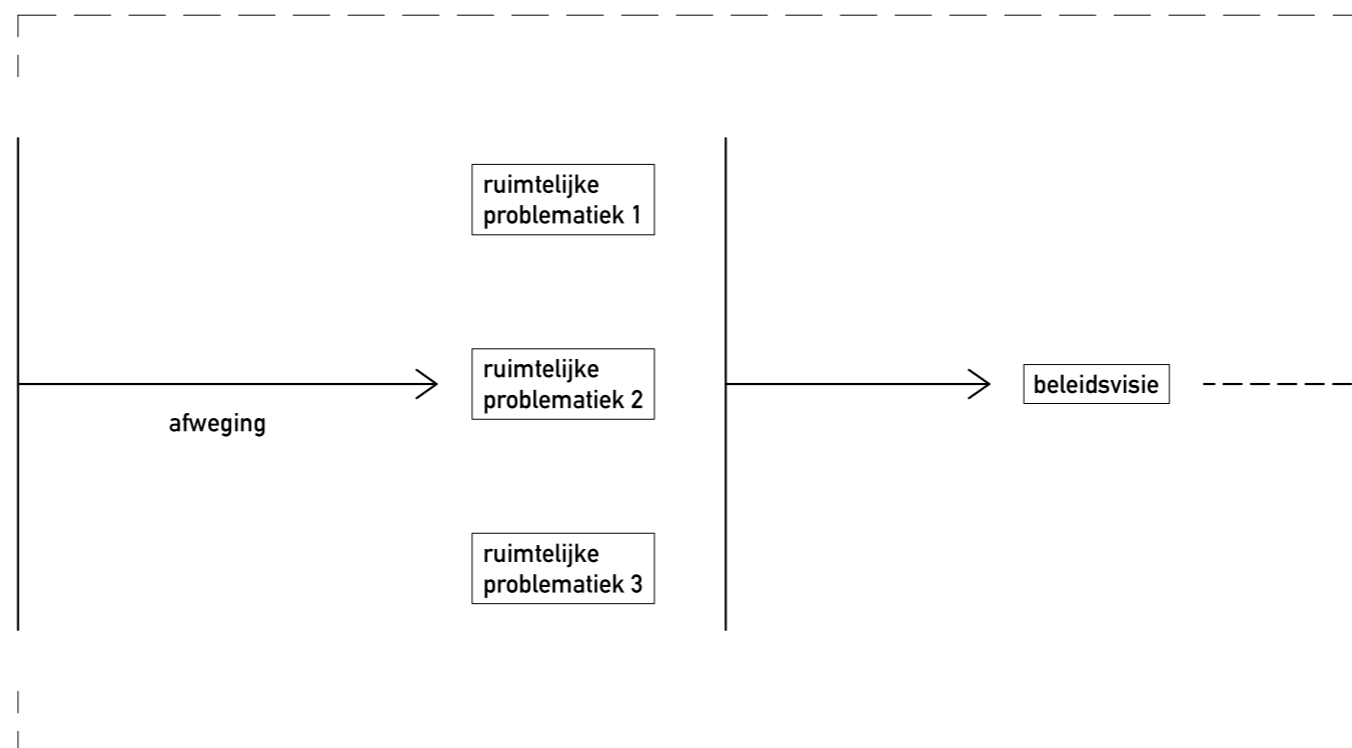 ruimtelijke
problematiek 1
ruimtelijke
problematiek 2
afweging
beleidsvisie
ruimtelijke
problematiek 3